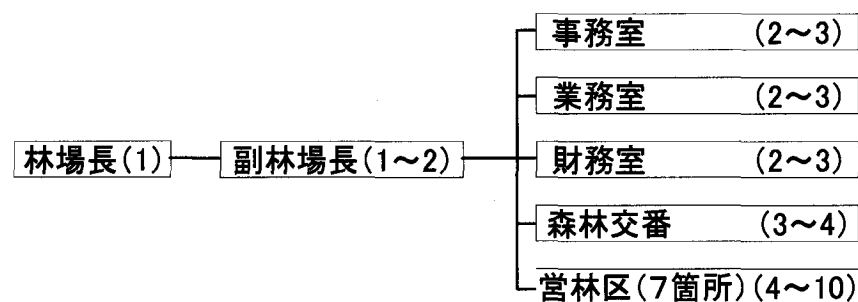 事務室 (2～3)
業務室 (2～3)
林場長(1) 副林場長(1～2) 財務室 (2～3)
森林交番 (3～4)
営林区(7箇所)(4～10)